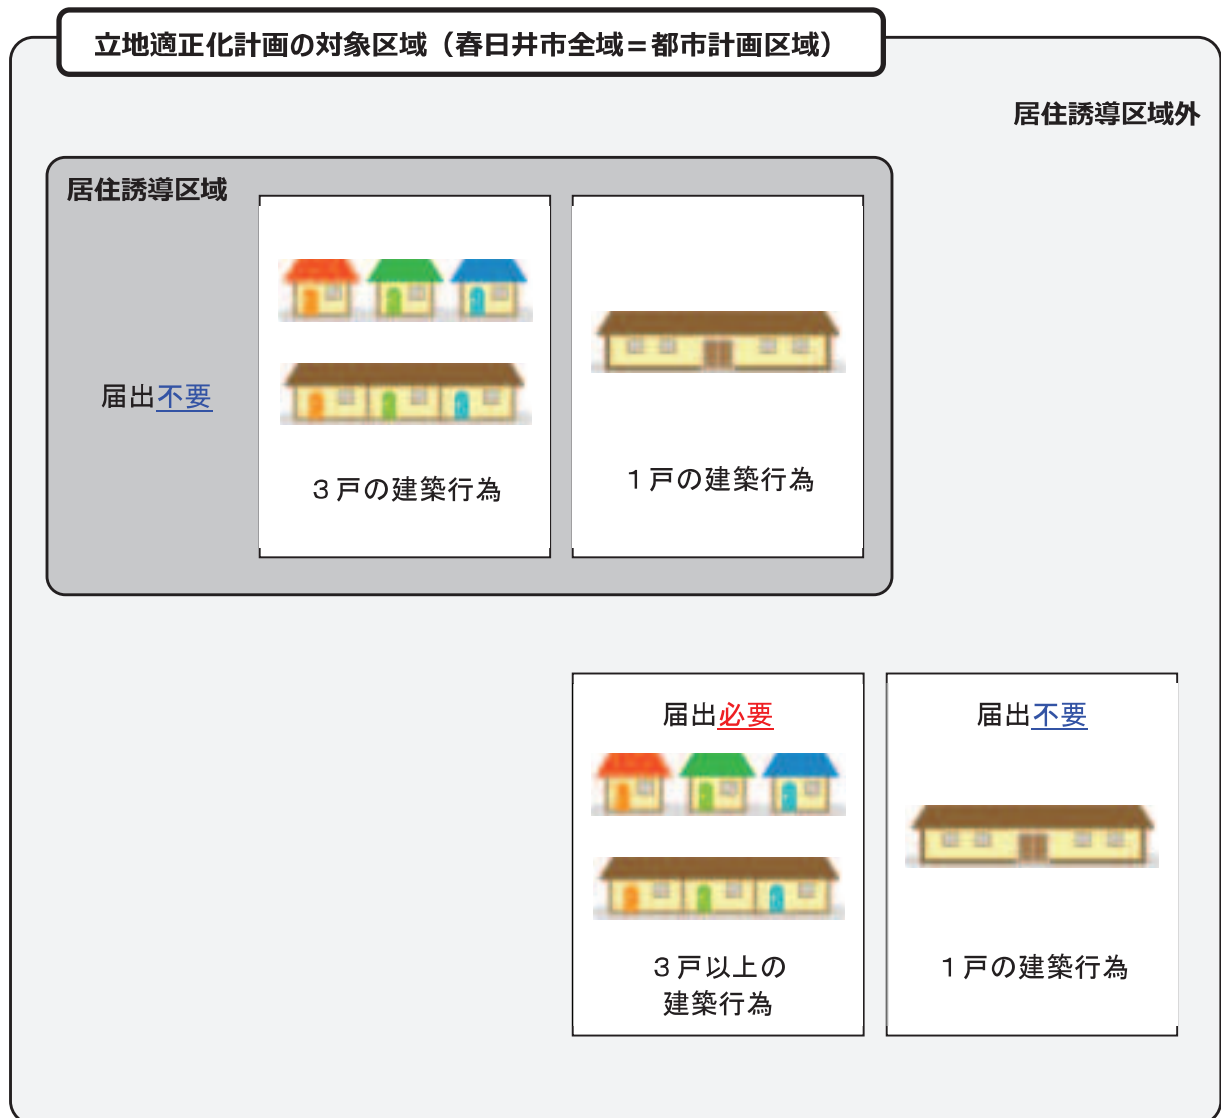 立地適正化計画の対象区域（春日井市全域＝都市計画区域）
居住誘導区域外
居住誘導区域
届出不要
３戸の建築行為
１戸の建築行為
届出必要
３戸以上の
建築行為
届出不要
１戸の建築行為